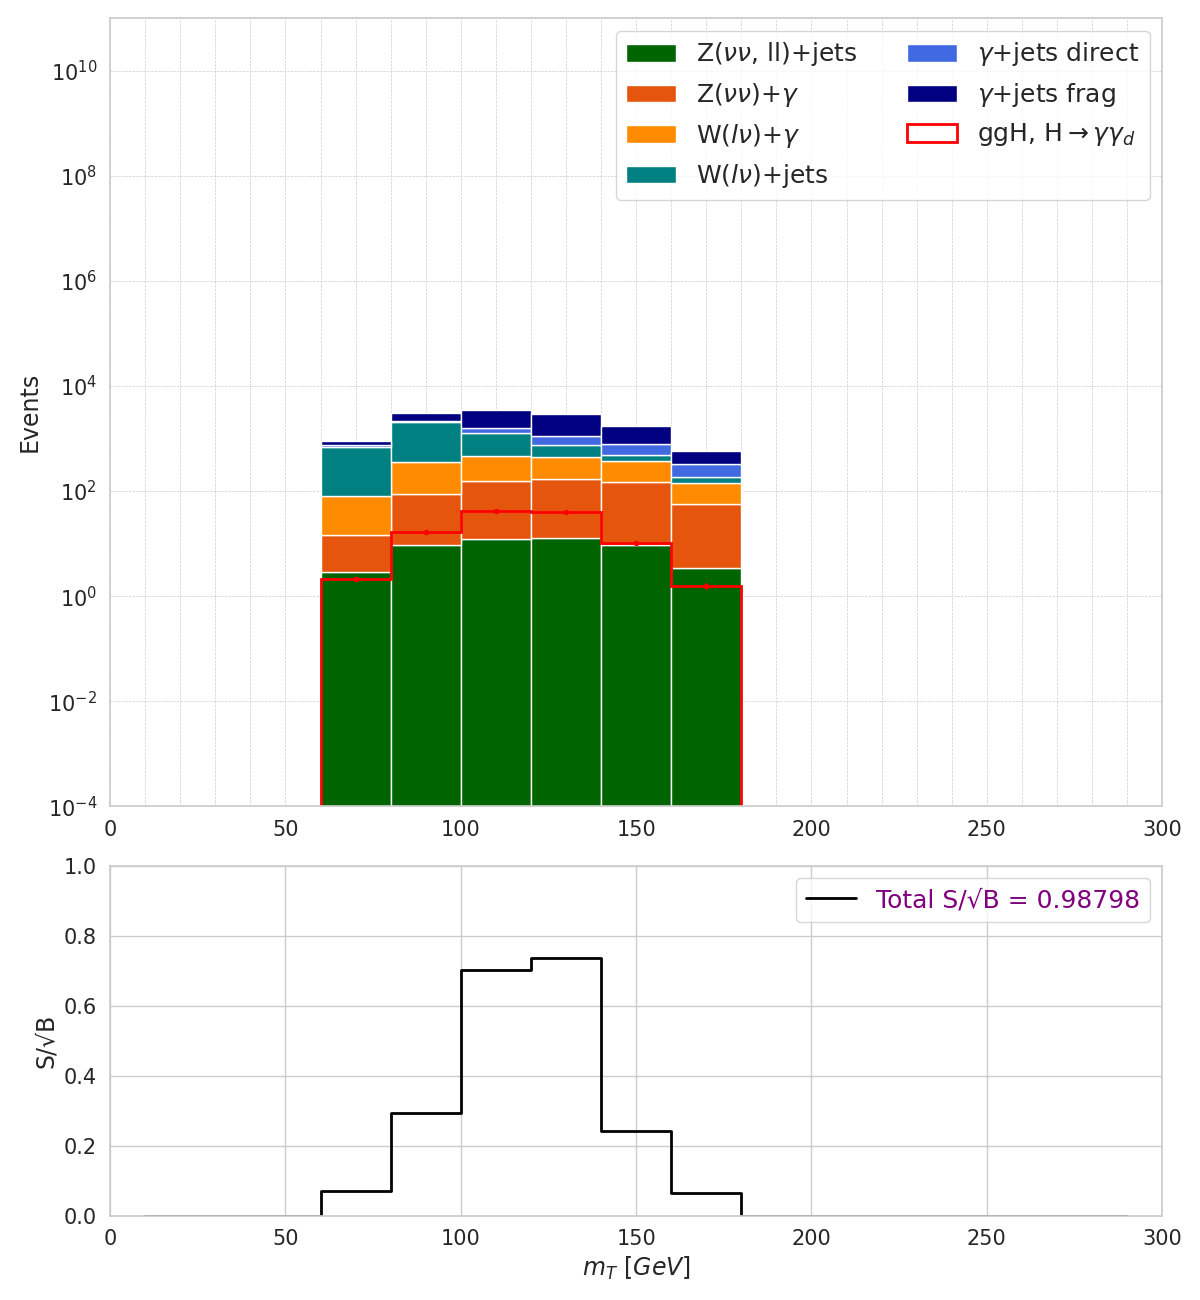 Z(νν, ll)+jets
Z(νν)+γ
W(lν)+γ
W(lν)+jets
γ+jets direct
γ+jets frag
ggH, H→γγ_d
Events
10^10
10^8
10^6
10^4
10^2
10^0
10^−2
10^−4
0 50 100 150 200 250 300
Total S/√B = 0.98798
S/√B
1.0
0.8
0.6
0.4
0.2
0.0
0 50 100 150 200 250 300
m_T [GeV]